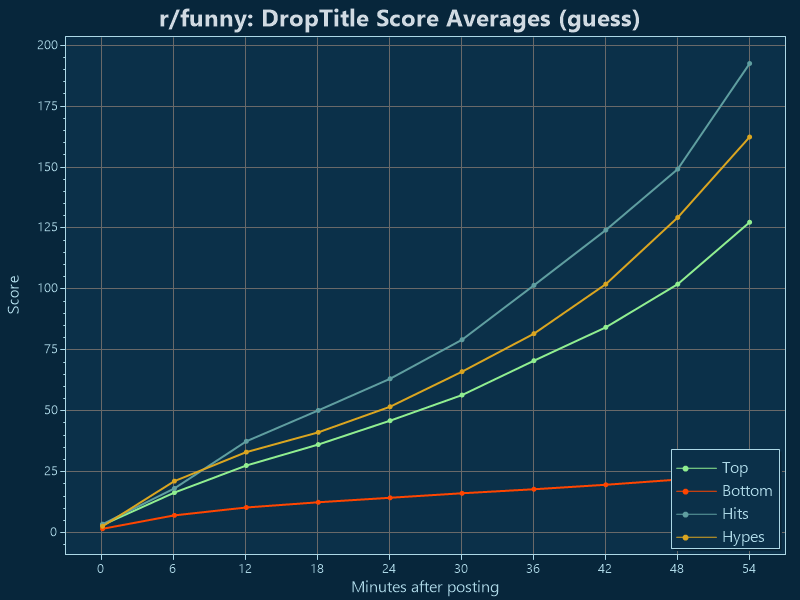 r/funny: DropTitle Score Averages (guess)
200
175
150
125
100
75
50
25
0
Score
Top
Bottom
Hits
Hypes
0 6 12 18 24 30 36 42 48 54
Minutes after posting